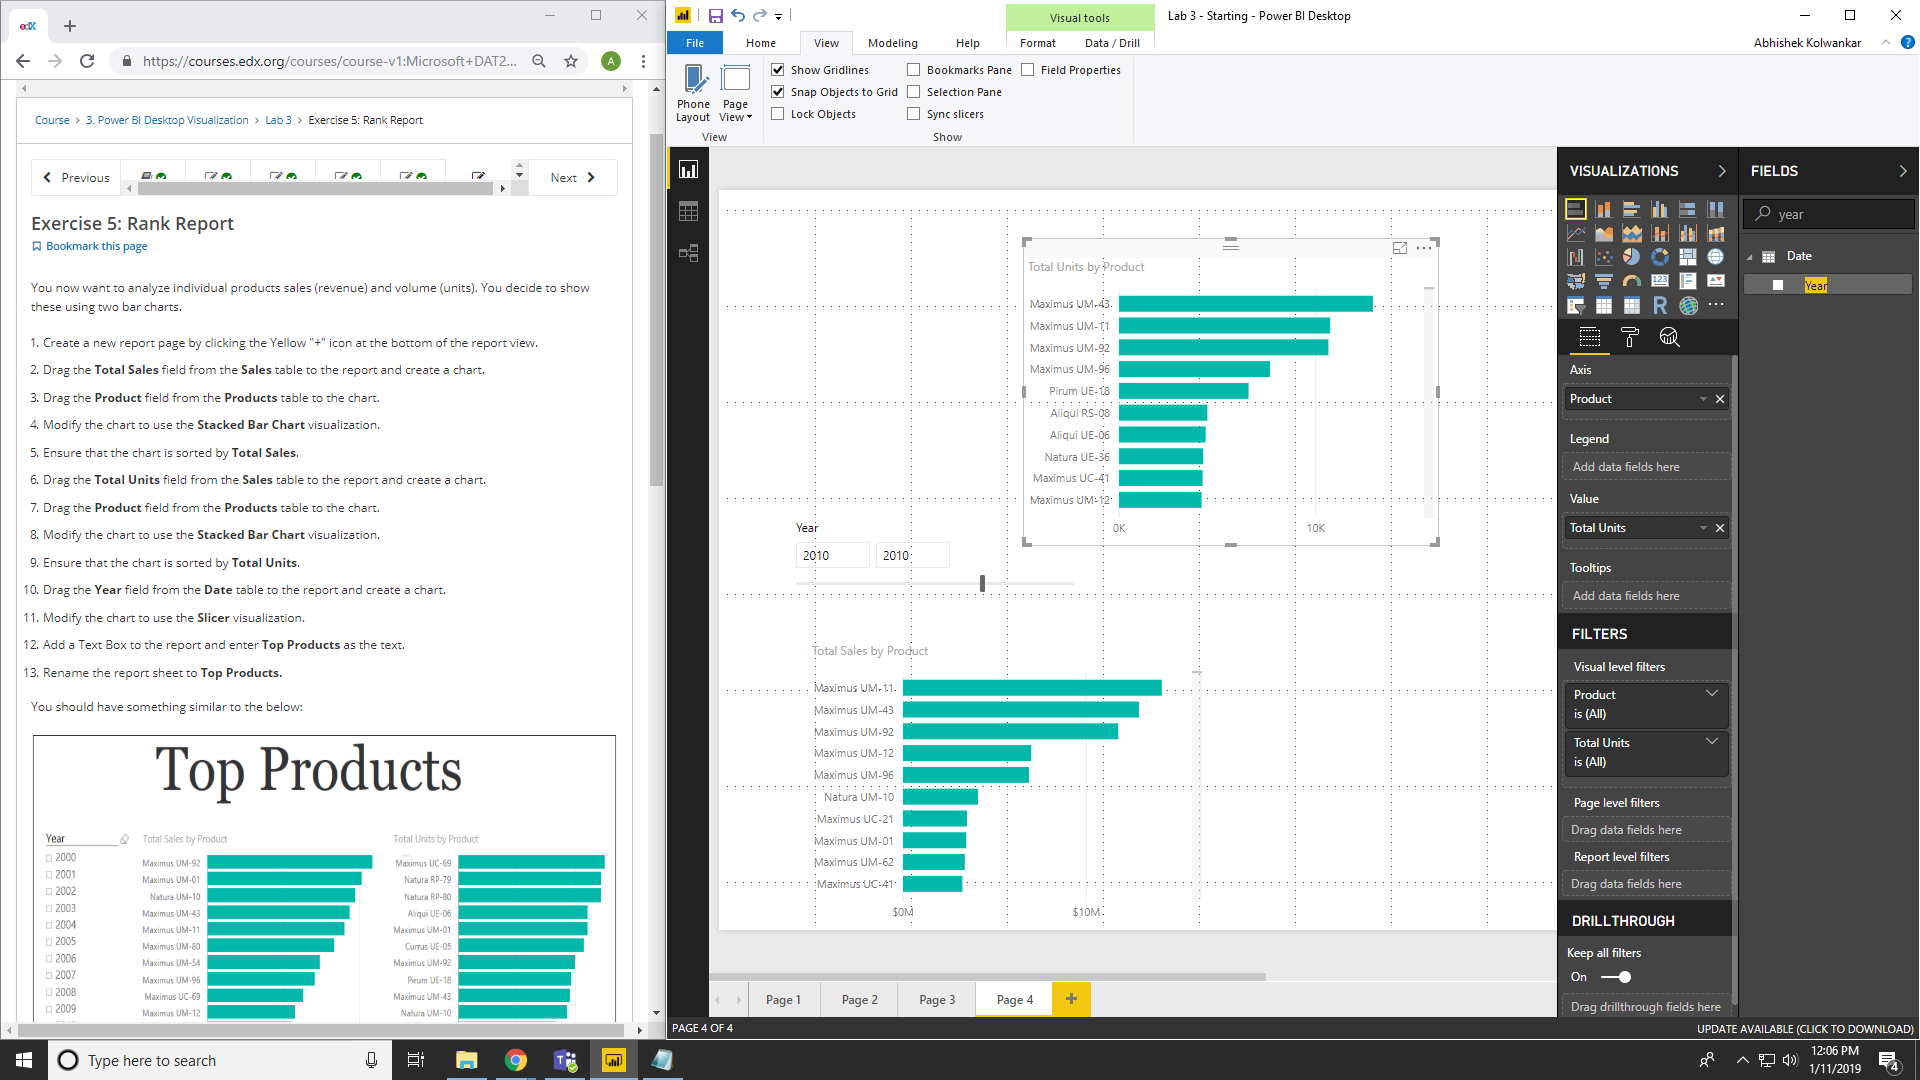 edX
https://courses.edx.org/courses/course-v1:Microsoft+DAT2...
A
Course > 3. Power BI Desktop Visualization > Lab 3 > Exercise 5: Rank Report
Previous
Next
Exercise 5: Rank Report
Bookmark this page
You now want to analyze individual products sales (revenue) and volume (units). You decide to show
these using two bar charts.
1. Create a new report page by clicking the Yellow "+" icon at the bottom of the report view.
2. Drag the Total Sales field from the Sales table to the report and create a chart.
3. Drag the Product field from the Products table to the chart.
4. Modify the chart to use the Stacked Bar Chart visualization.
5. Ensure that the chart is sorted by Total Sales.
6. Drag the Total Units field from the Sales table to the report and create a chart.
7. Drag the Product field from the Products table to the chart.
8. Modify the chart to use the Stacked Bar Chart visualization.
9. Ensure that the chart is sorted by Total Units.
10. Drag the Year field from the Date table to the report and create a chart.
11. Modify the chart to use the Slicer visualization.
12. Add a Text Box to the report and enter Top Products as the text.
13. Rename the report sheet to Top Products.
You should have something similar to the below:
Top Products
Year
2000
2001
2002
2003
2004
2005
2006
2007
2008
2009
Total Sales by Product
Maximus UM-92
Maximus UM-01
Natura UM-10
Maximus UM-43
Maximus UM-11
Maximus UM-80
Maximus UM-54
Maximus UM-96
Maximus UC-69
Maximus UM-12
Total Units by Product
Maximus UC-69
Natura RP-79
Natura RP-80
Aliqui UE-06
Maximus UM-01
Currus UE-05
Maximus UM-92
Pirum UE-18
Maximus UM-43
Natura UM-10
Visual tools
Lab 3 - Starting - Power BI Desktop
File
Home
View
Modeling
Help
Format
Data / Drill
Abhishek Kolwankar
?
Phone
Layout
Page
View
View
Show Gridlines
Snap Objects to Grid
Lock Objects
Bookmarks Pane
Selection Pane
Sync slicers
Field Properties
Show
Total Units by Product
Maximus UM-43
Maximus UM-11
Maximus UM-92
Maximus UM-96
Pirum UE-18
Aliqui RS-08
Aliqui UE-06
Natura UE-36
Maximus UC-41
Maximus UM-12
0K
10K
Year
2010
2010
Total Sales by Product
Maximus UM-11
Maximus UM-43
Maximus UM-92
Maximus UM-12
Maximus UM-96
Natura UM-10
Maximus UC-21
Maximus UM-01
Maximus UM-62
Maximus UC-41
$0M
$10M
VISUALIZATIONS
123
R
Axis
Product
Legend
Add data fields here
Value
Total Units
Tooltips
Add data fields here
FILTERS
Visual level filters
Product
is (All)
Total Units
is (All)
Page level filters
Drag data fields here
Report level filters
Drag data fields here
DRILLTHROUGH
Keep all filters
On
Drag drillthrough fields here
FIELDS
year
Date
Year
Page 1
Page 2
Page 3
Page 4
+
PAGE 4 OF 4
UPDATE AVAILABLE (CLICK TO DOWNLOAD)
Type here to search
12:06 PM
1/11/2019
4